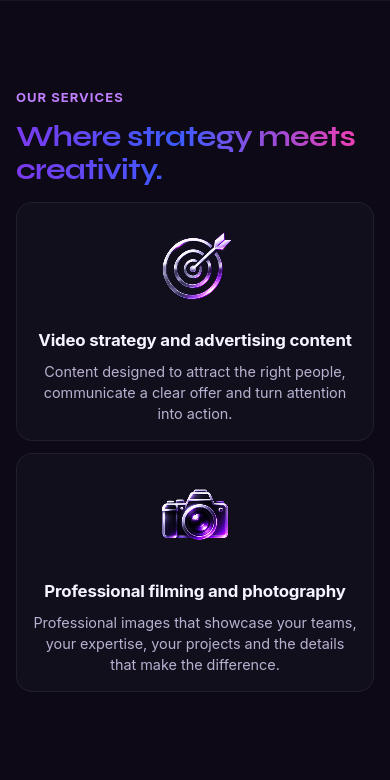 OUR SERVICES
Where strategy meets
creativity.
Video strategy and advertising content
Content designed to attract the right people,
communicate a clear offer and turn attention
into action.
Professional filming and photography
Professional images that showcase your teams,
your expertise, your projects and the details
that make the difference.